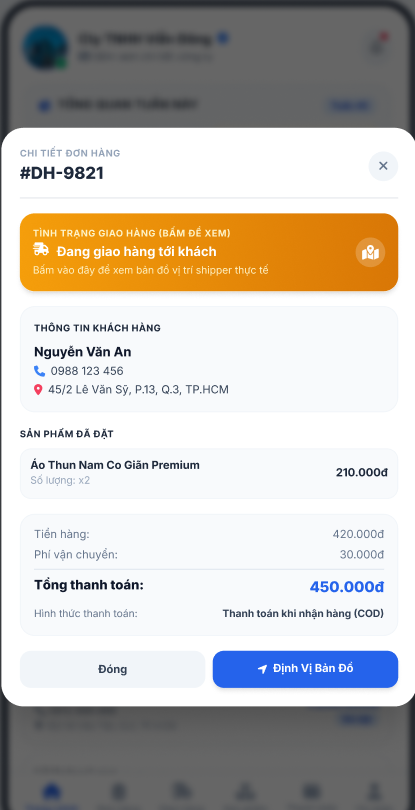 CHI TIẾT ĐƠN HÀNG
#DH-9821
TÌNH TRẠNG GIAO HÀNG (BẤM ĐỂ XEM)
Đang giao hàng tới khách
Bấm vào đây để xem bản đồ vị trí shipper thực tế
THÔNG TIN KHÁCH HÀNG
Nguyễn Văn An
0988 123 456
45/2 Lê Văn Sỹ, P.13, Q.3, TP.HCM
SẢN PHẨM ĐÃ ĐẶT
Áo Thun Nam Co Giãn Premium
210.000đ
Số lượng: x2
Tiền hàng: 420.000đ
Phí vận chuyển: 30.000đ
Tổng thanh toán: 450.000đ
Hình thức thanh toán: Thanh toán khi nhận hàng (COD)
Đóng
Định Vị Bản Đồ